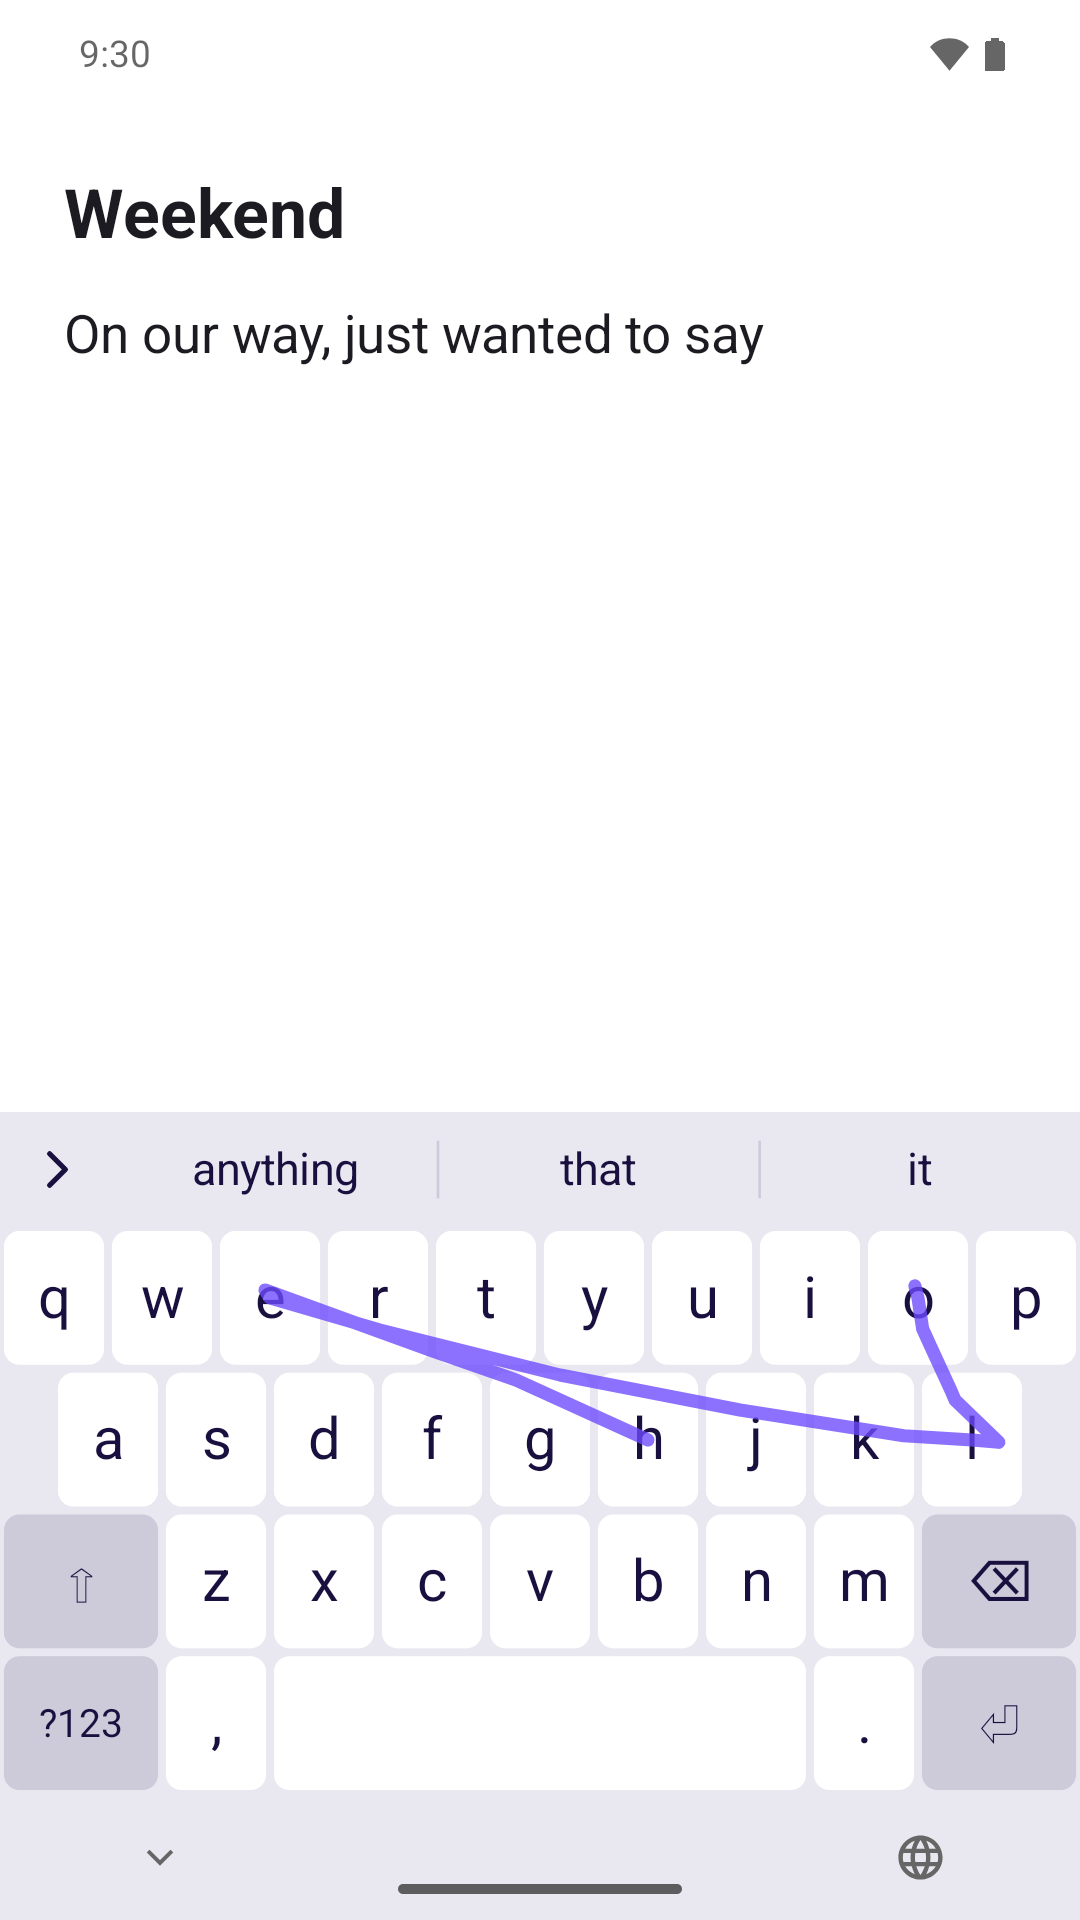 9:30
Weekend
On our way, just wanted to say
anything that it
q w e r t y u i o p
a s d f g h j k l
z x c v b n m
?123 , .